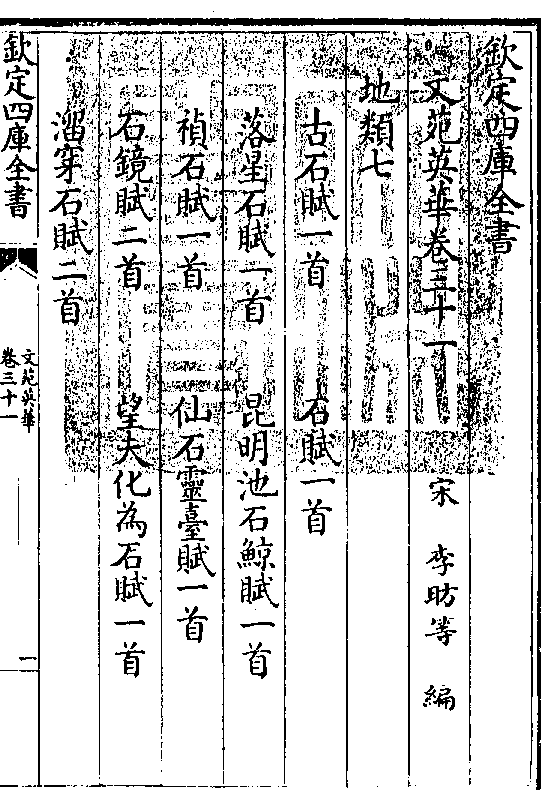 欽定四庫全書
文苑英華卷三十一 宋 李昉等 編
地類七
古石賦一首 石賦一首
落星石賦一首 昆明池石鯨賦一首
禎石賦一首 仙石靈臺賦一首
石鏡賦二首 望夫化為石賦一首
溜穿石賦二首
欽定四庫全書
文苑英華
卷三十一
一